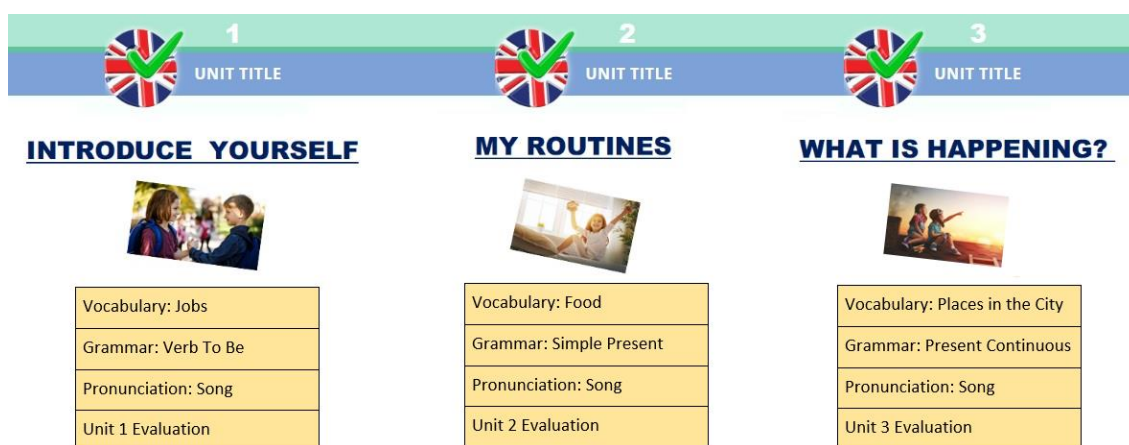 1
UNIT TITLE
INTRODUCE YOURSELF
Vocabulary: Jobs
Grammar: Verb To Be
Pronunciation: Song
Unit 1 Evaluation
2
UNIT TITLE
MY ROUTINES
Vocabulary: Food
Grammar: Simple Present
Pronunciation: Song
Unit 2 Evaluation
3
UNIT TITLE
WHAT IS HAPPENING?
Vocabulary: Places in the City
Grammar: Present Continuous
Pronunciation: Song
Unit 3 Evaluation